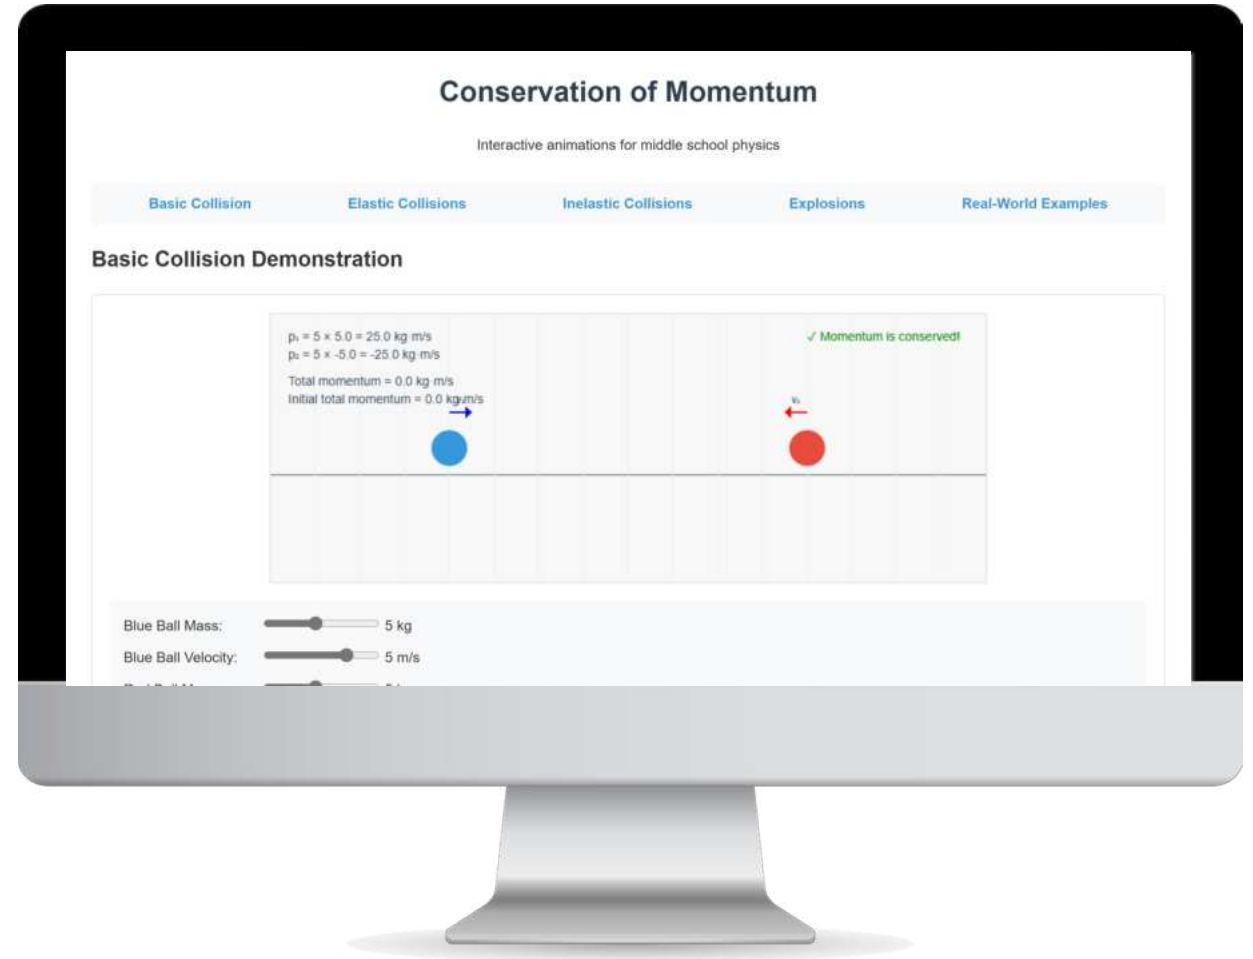 Conservation of Momentum
Interactive animations for middle school physics
Basic Collision Elastic Collisions Inelastic Collisions Explosions Real-World Examples
Basic Collision Demonstration
p₁ = 5 × 5.0 = 25.0 kg·m/s
✓ Momentum is conserved!
p₂ = 5 × -5.0 = -25.0 kg·m/s
Total momentum = 0.0 kg·m/s
Initial total momentum = 0.0 kg·m/s
Blue Ball Mass: 5 kg
Blue Ball Velocity: 5 m/s